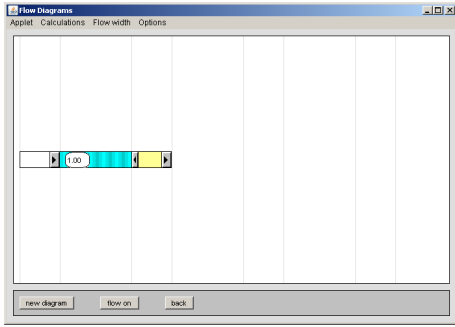 Flow Diagrams
Applet Calculations Flow width Options
1.00
new diagram flow on back